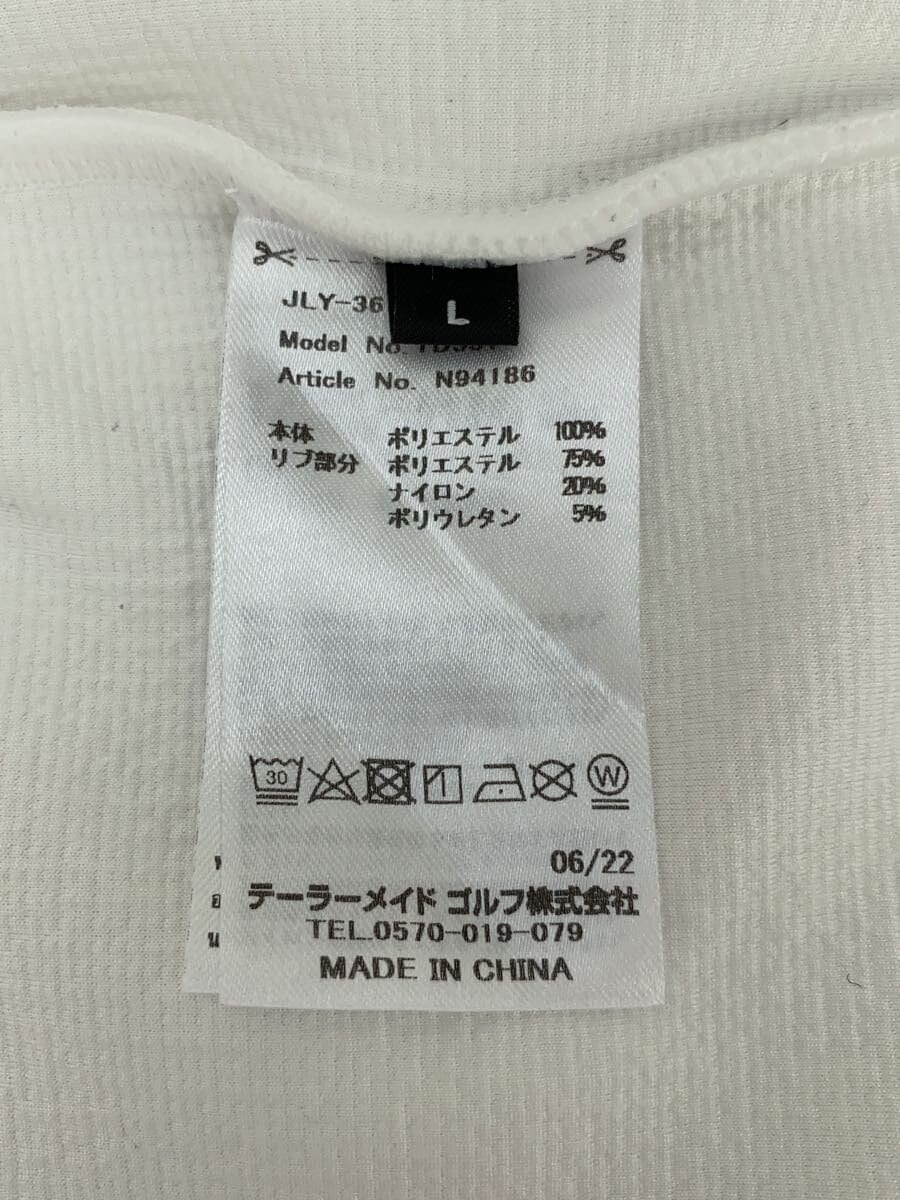 L
JLY-36
Model No.
Article No. N94186
本体 ポリエステル 100%
リブ部分 ポリエステル 75%
ナイロン 20%
ポリウレタン 5%
30
W
06/22
テーラーメイド ゴルフ株式会社
TEL.0570-019-079
MADE IN CHINA